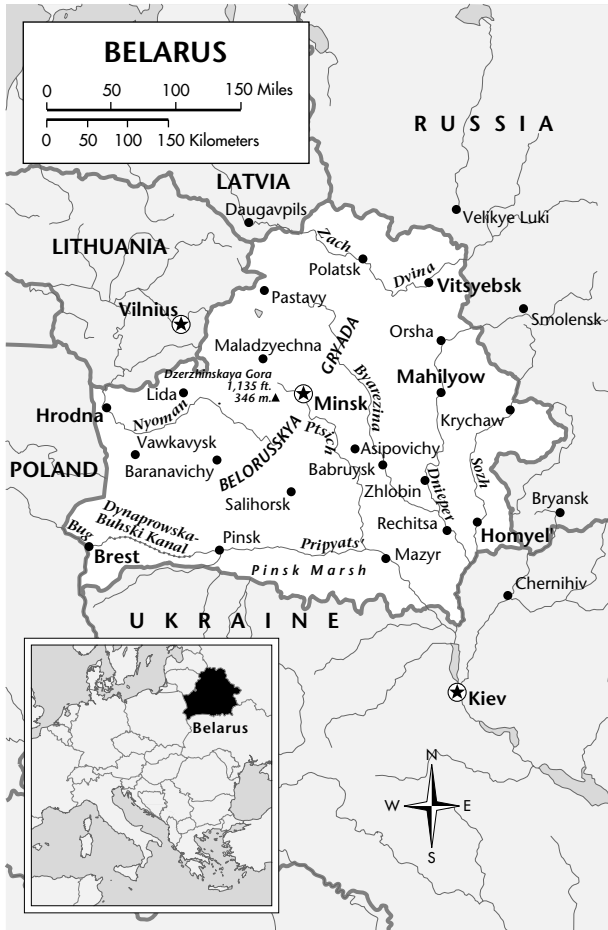 BELARUS
0 50 100 150 Miles
0 50 100 150 Kilometers
RUSSIA
LATVIA
Daugavpils
Velikye Luki
LITHUANIA
Zach
Polatsk
Dvina
Vitsyebsk
Pastavy
Vilnius
Smolensk
Orsha
Maladzyechna
GRYADA
Dzerzhinskaya Gora
1,135 ft.
346 m.
Byarezina
Mahilyow
Lida
Minsk
Hrodna
Nyoman
Krychaw
Ptsich
Vawkavysk
Asipovichy
POLAND
Baranavichy
BELORUSSKYA
Babruysk
Sozh
Zhlobin
Dnieper
Salihorsk
Bryansk
Dynaprowska-
Buhski Kanal
Rechitsa
Homyel'
Bug
Pinsk
Pripyats'
Brest
Mazyr
Pinsk Marsh
Chernihiv
UKRAINE
Kiev
Belarus
N
W E
S